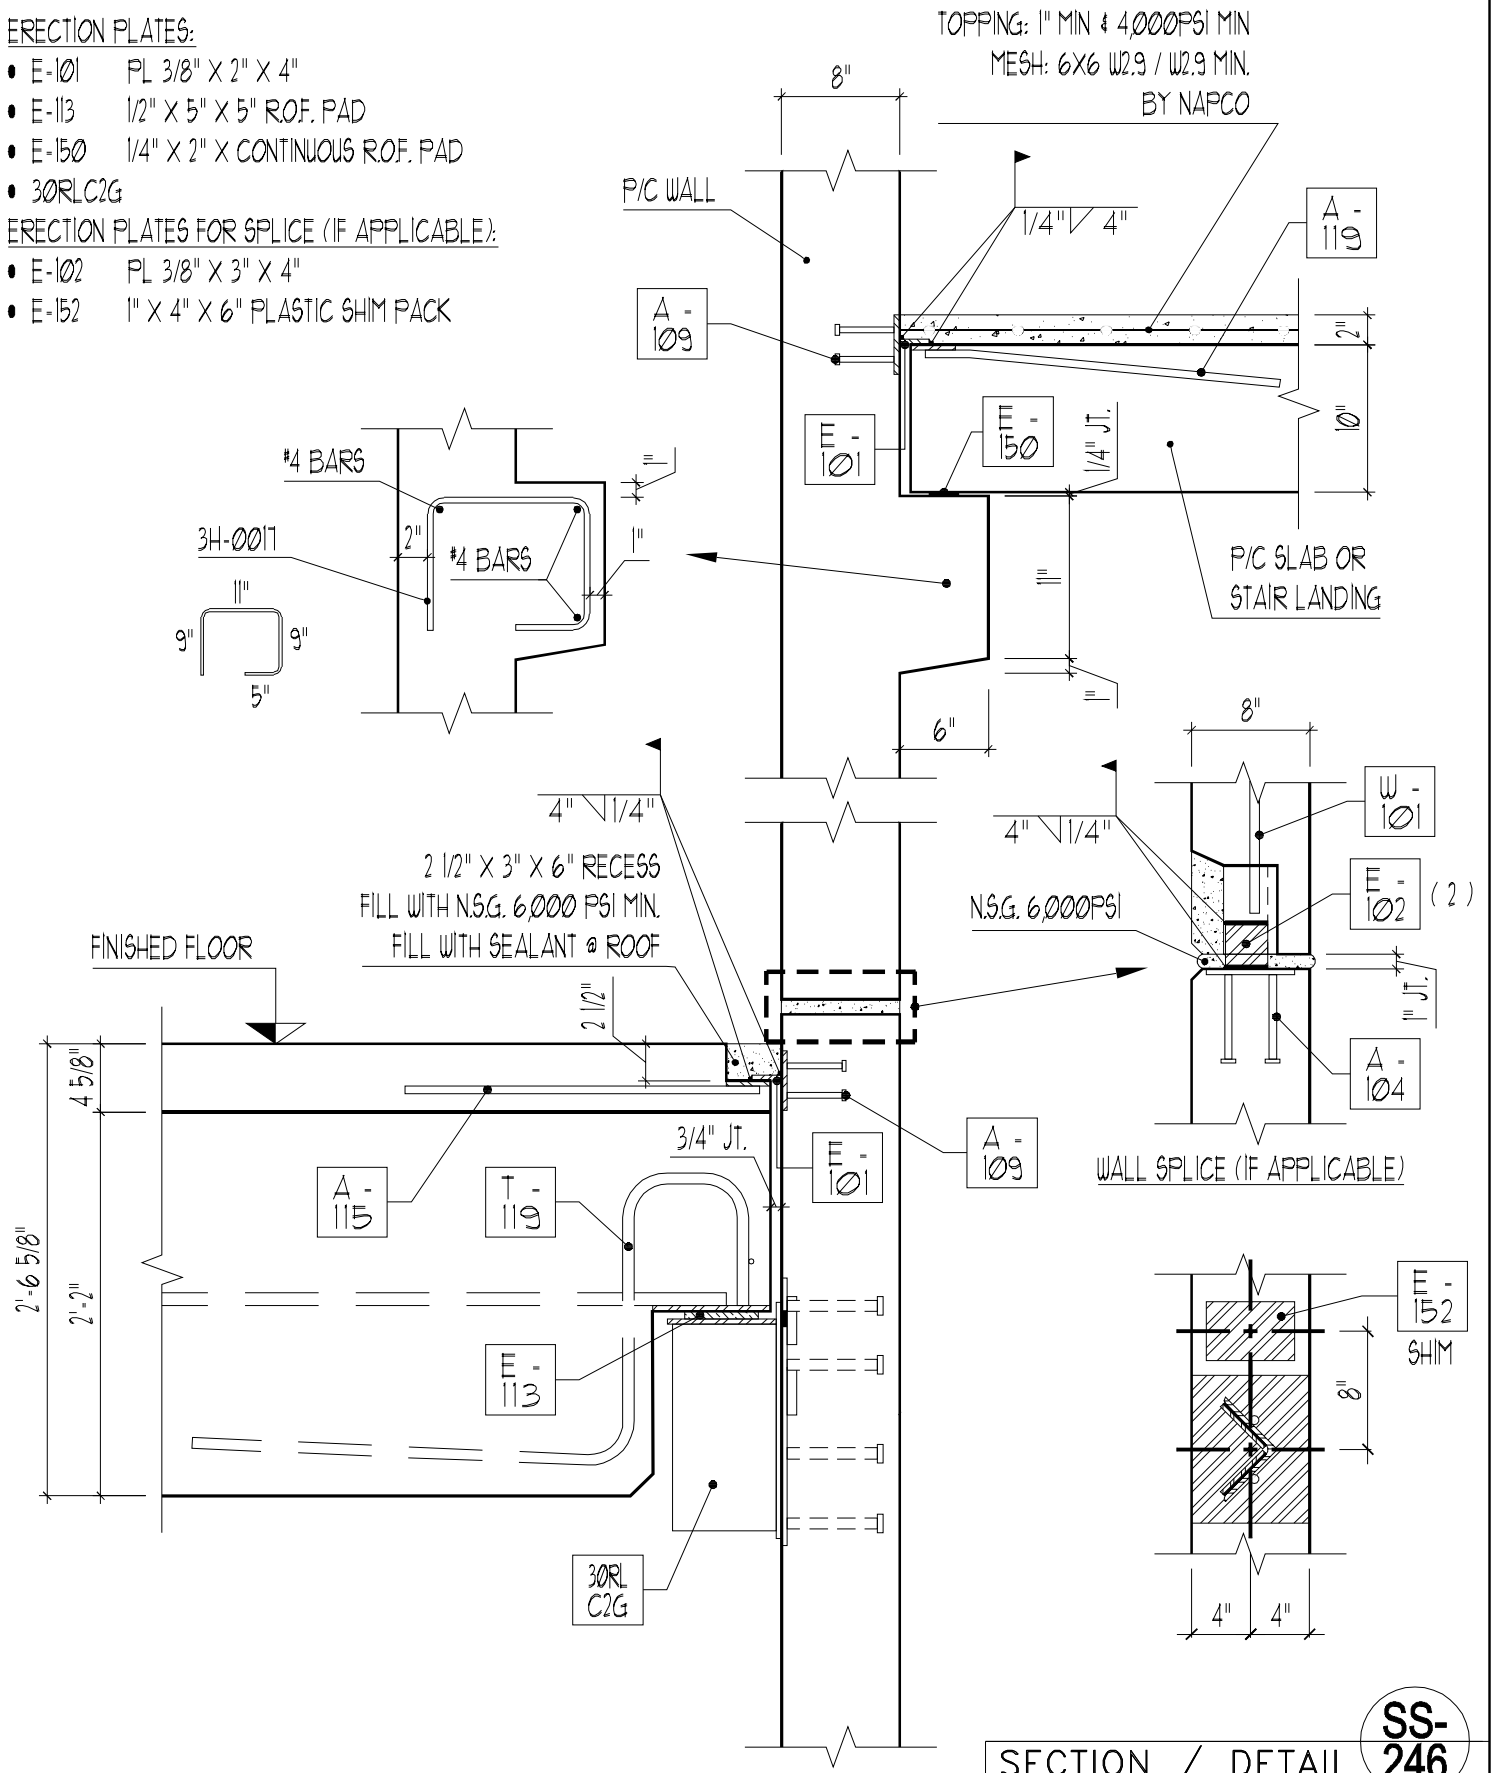 ERECTION PLATES:
• E-101 PL 3/8" X 2" X 4"
• E-113 1/2" X 5" X 5" R.O.F. PAD
• E-150 1/4" X 2" X CONTINUOUS R.O.F. PAD
• 30RLC2G
ERECTION PLATES FOR SPLICE (IF APPLICABLE):
• E-102 PL 3/8" X 3" X 4"
• E-152 1" X 4" X 6" PLASTIC SHIM PACK
TOPPING: 1" MIN & 4,000PSI MIN
MESH: 6X6 W2.9 / W2.9 MIN.
BY NAPCO
8"
P/C WALL
1/4" 4"
A -
119
A -
109
2"
10"
E -
101
E -
150
1/4" JT.
P/C SLAB OR
STAIR LANDING
11"
1"
6"
#4 BARS
1"
2"
1"
#4 BARS
3H-0017
11"
9"
9"
5"
4" 1/4"
2 1/2" X 3" X 6" RECESS
FILL WITH N.S.G. 6,000 PSI MIN.
FILL WITH SEALANT @ ROOF
FINISHED FLOOR
2 1/2"
4 5/8"
2'-6 5/8"
2'-2"
3/4" JT.
A -
115
T -
119
E -
101
A -
109
E -
113
30RL
C2G
8"
4" 1/4"
W -
101
E -
102
( 2 )
N.S.G. 6,000PSI
1" JT.
A -
104
WALL SPLICE (IF APPLICABLE)
E -
152
SHIM
8"
4"
4"
SECTION / DETAIL
SS-
246